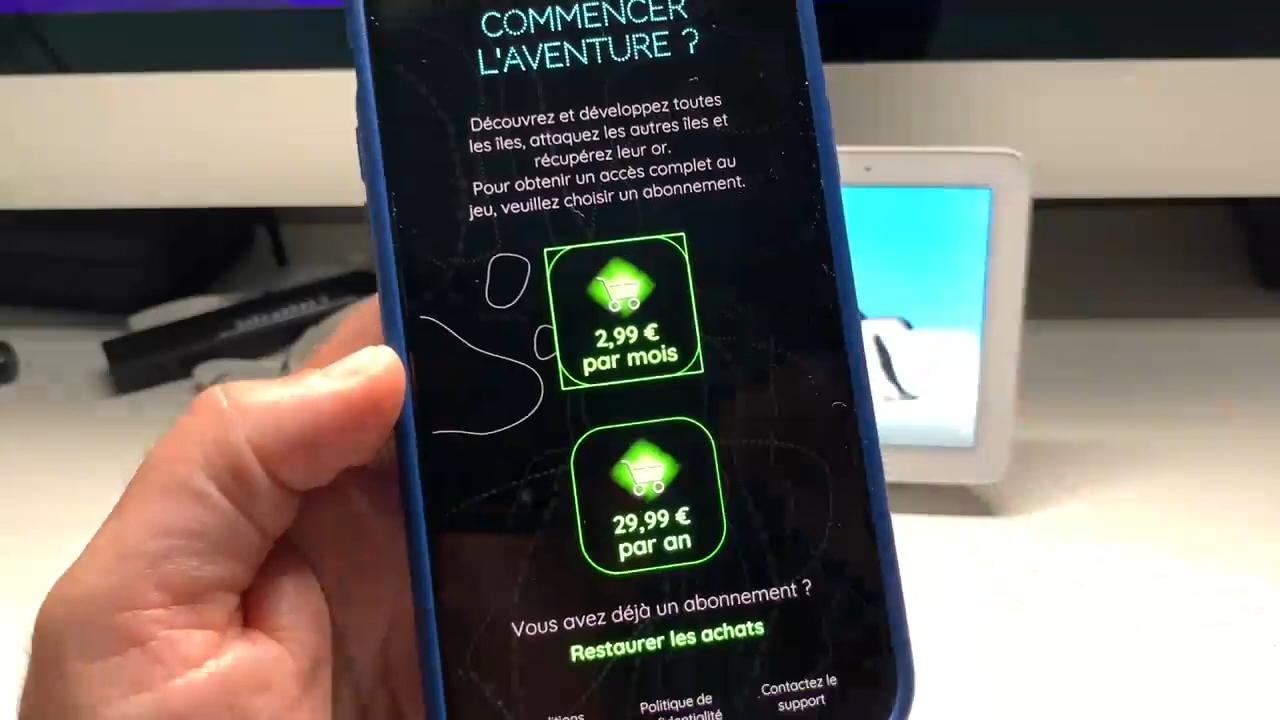 COMMENCER
L'AVENTURE ?
Découvrez et développez toutes
les îles, attaquez les autres îles et
récupérez leur or.
Pour obtenir un accès complet au
jeu, veuillez choisir un abonnement.
2,99 €
par mois
29,99 €
par an
Vous avez déjà un abonnement ?
Restaurer les achats
Politique de
Contactez le
support